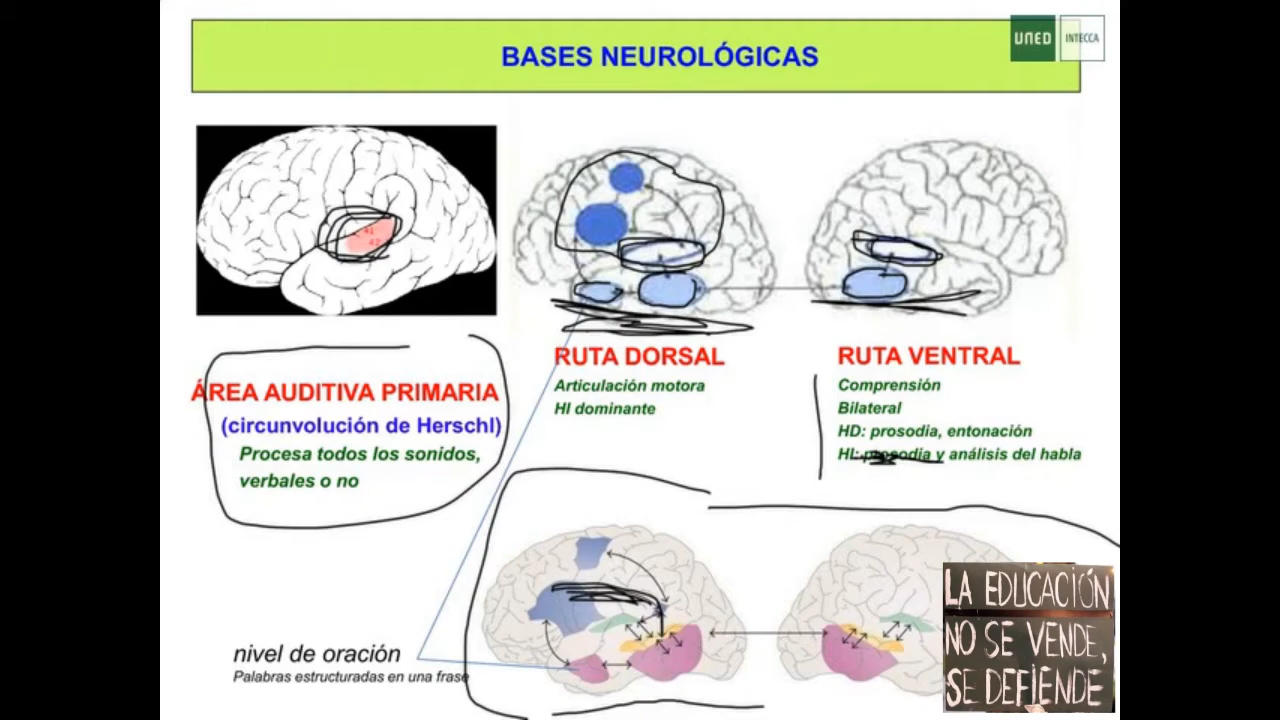 BASES NEUROLÓGICAS
UNED
INTECCA
41
42
RUTA DORSAL
Articulación motora
HI dominante
RUTA VENTRAL
Comprensión
Bilateral
HD: prosodia, entonación
HI: prosodia y análisis del habla
ÁREA AUDITIVA PRIMARIA
(circunvolución de Herschl)
Procesa todos los sonidos,
verbales o no
nivel de oración
Palabras estructuradas en una frase
LA EDUCACIÓN
NO SE VENDE,
SE DEFIENDE